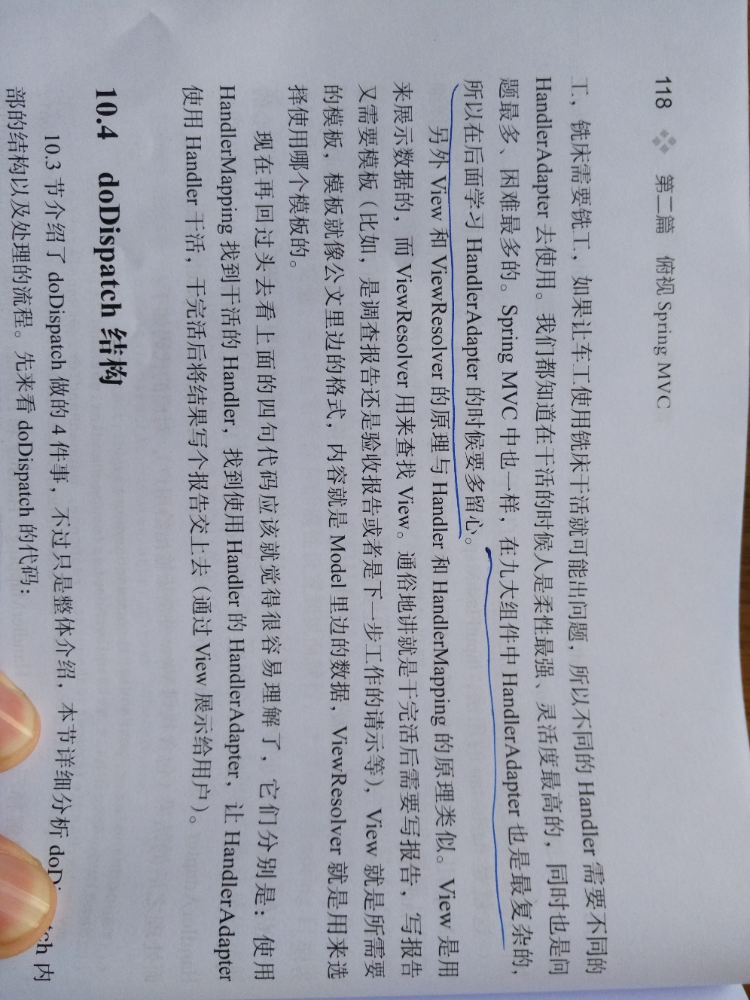 118 第二篇 俯视 Spring MVC
工，铣床需要铣工，如果让车工使用铣床干活就可能出问题，所以不同的 Handler 需要不同的
HandlerAdapter 去使用。我们都知道在干活的时候人是柔性最强、灵活度最高的，同时也是问
题最多、困难最多的。Spring MVC 中也一样，在九大组件中 HandlerAdapter 也是最复杂的，
所以在后面学习 HandlerAdapter 的时候要多留心。
另外 View 和 ViewResolver 的原理与 Handler 和 HandlerMapping 的原理类似。View 是用
来展示数据的，而 ViewResolver 用来查找 View。通俗地讲就是干完活后需要写报告，写报告
又需要模板（比如，是调查报告还是验收报告或者是下一步工作的请示等），View 就是所需要
的模板，模板就像公文里边的格式，内容就是 Model 里边的数据，ViewResolver 就是用来选
择使用哪个模板的。
现在再回过头去看上面的四句代码应该就觉得很容易理解了，它们分别是：使用
HandlerMapping 找到干活的 Handler，找到使用 Handler 的 HandlerAdapter，让 HandlerAdapter
使用 Handler 干活，干完活后将结果写个报告交上去（通过 View 展示给用户）。
10.4 doDispatch 结构
10.3 节介绍了 doDispatch 做的 4 件事，不过只是整体介绍，本节详细分析 内
部的结构以及处理的流程。先来看 doDispatch 的代码：